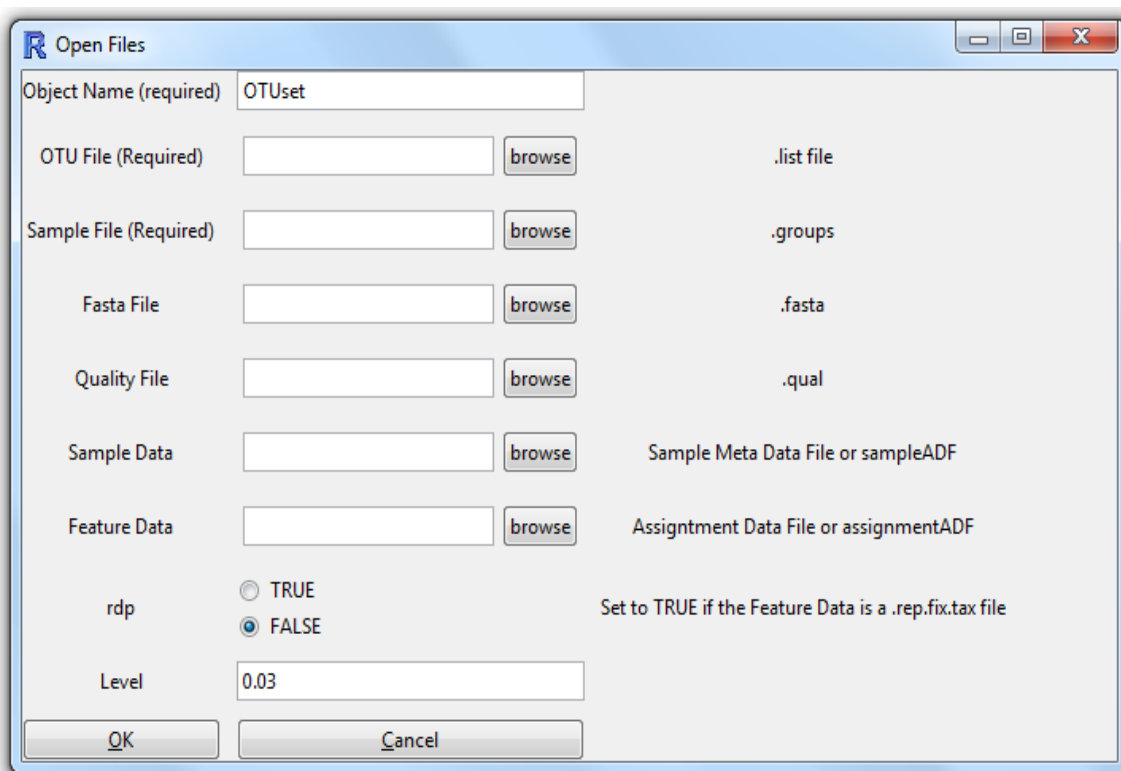 Open Files
Object Name (required) OTUset
OTU File (Required) browse .list file
Sample File (Required) browse .groups
Fasta File browse .fasta
Quality File browse .qual
Sample Data browse Sample Meta Data File or sampleADF
Feature Data browse Assigntment Data File or assignmentADF
TRUE
rdp Set to TRUE if the Feature Data is a .rep.fix.tax file
FALSE
Level 0.03
OK Cancel